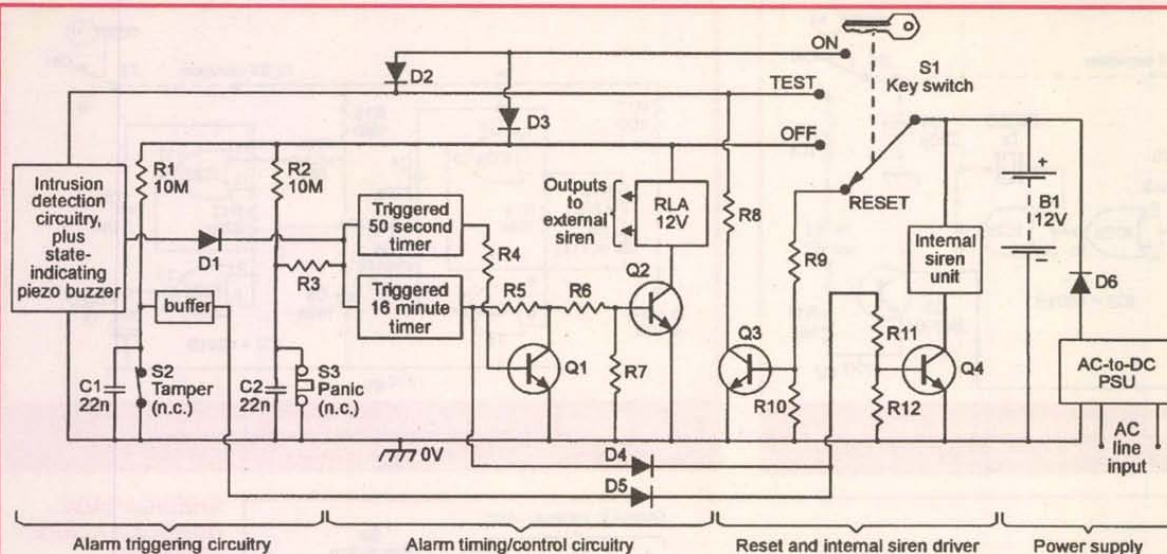 ON
S1
Key switch
D2
TEST
D3
OFF
R1
10M
R2
10M
Intrusion
detection
circuitry,
plus
state-
indicating
piezo buzzer
Triggered
50 second
timer
Outputs
to
external
siren
RLA
12V
R8
RESET
+
B1
12V
–
D1
R3
R4
R9
Internal
siren
unit
Q2
D6
buffer
Triggered
16 minute
timer
R5
R6
Q3
R11
Q4
AC-to-DC
PSU
C1
22n
S2
Tamper
(n.c.)
C2
22n
S3
Panic
(n.c.)
Q1
R7
R10
R12
AC
line
input
0V
D4
D5
Alarm triggering circuitry
Alarm timing/control circuitry
Reset and internal siren driver
Power supply